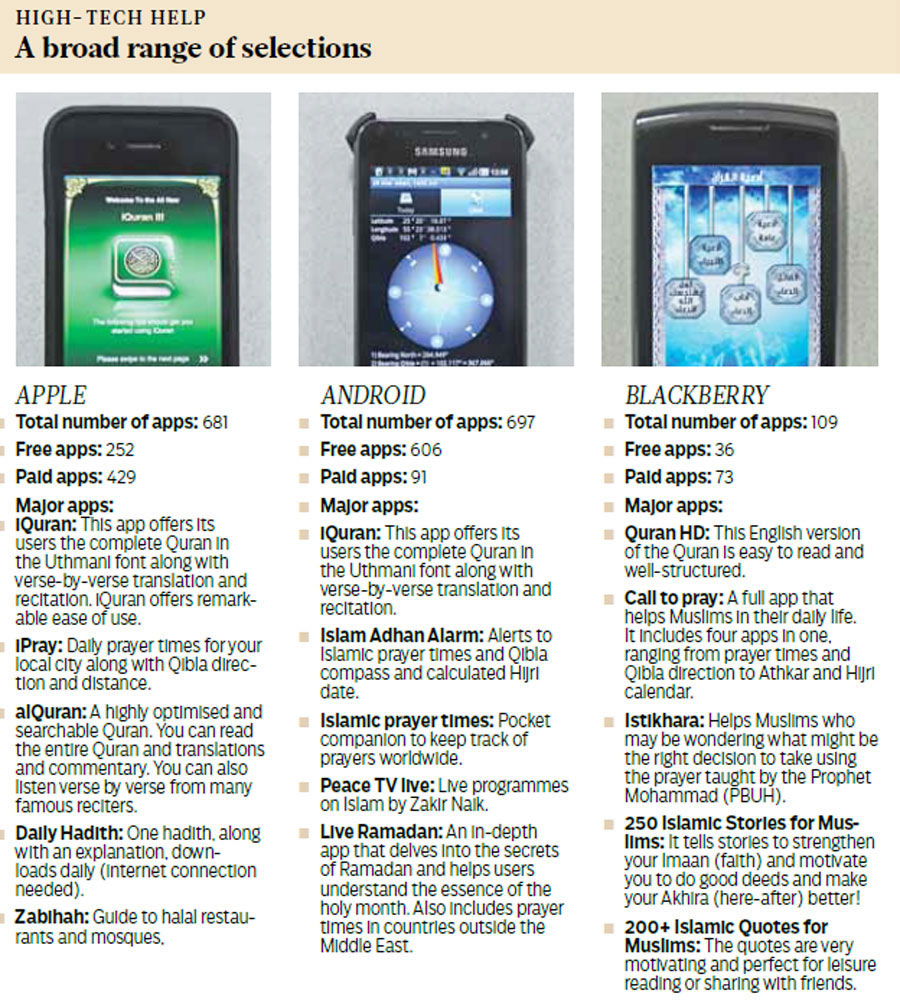 HIGH-TECH HELP
A broad range of selections
Welcome To the All New
iQuran III
started using iQuran
Please swipe to the next page >>
SAMSUNG
Today
Latitude
Longitude
Qibla
APPLE
Total number of apps: 681
Free apps: 252
Paid apps: 429
Major apps:
iQuran: This app offers its
users the complete Quran in
the Uthmani font along with
verse-by-verse translation and
recitation. iQuran offers remark-
able ease of use.
iPray: Daily prayer times for your
local city along with Qibla direc-
tion and distance.
alQuran: A highly optimised and
searchable Quran. You can read
the entire Quran and translations
and commentary. You can also
listen verse by verse from many
famous reciters.
Daily Hadith: One hadith, along
with an explanation, down-
loads daily (internet connection
needed).
Zabihah: Guide to halal restau-
rants and mosques,
ANDROID
Total number of apps: 697
Free apps: 606
Paid apps: 91
Major apps:
iQuran: This app offers its
users the complete Quran in
the Uthmani font along with
verse-by-verse translation and
recitation.
Islam Adhan Alarm: Alerts to
Islamic prayer times and Qibla
compass and calculated Hijri
date.
Islamic prayer times: Pocket
companion to keep track of
prayers worldwide.
Peace TV live: Live programmes
on Islam by Zakir Naik.
Live Ramadan: An in-depth
app that delves into the secrets
of Ramadan and helps users
understand the essence of the
holy month. Also includes prayer
times in countries outside the
Middle East.
BLACKBERRY
Total number of apps: 109
Free apps: 36
Paid apps: 73
Major apps:
Quran HD: This English version
of the Quran is easy to read and
well-structured.
Call to pray: A full app that
helps Muslims in their daily life.
It includes four apps in one,
ranging from prayer times and
Qibla direction to Athkar and Hijri
calendar.
Istikhara: Helps Muslims who
may be wondering what might be
the right decision to take using
the prayer taught by the Prophet
Mohammad (PBUH).
250 Islamic Stories for Mus-
lims: It tells stories to strengthen
your Imaan (faith) and motivate
you to do good deeds and make
your Akhira (here-after) better!
200+ Islamic Quotes for
Muslims: The quotes are very
motivating and perfect for leisure
reading or sharing with friends.